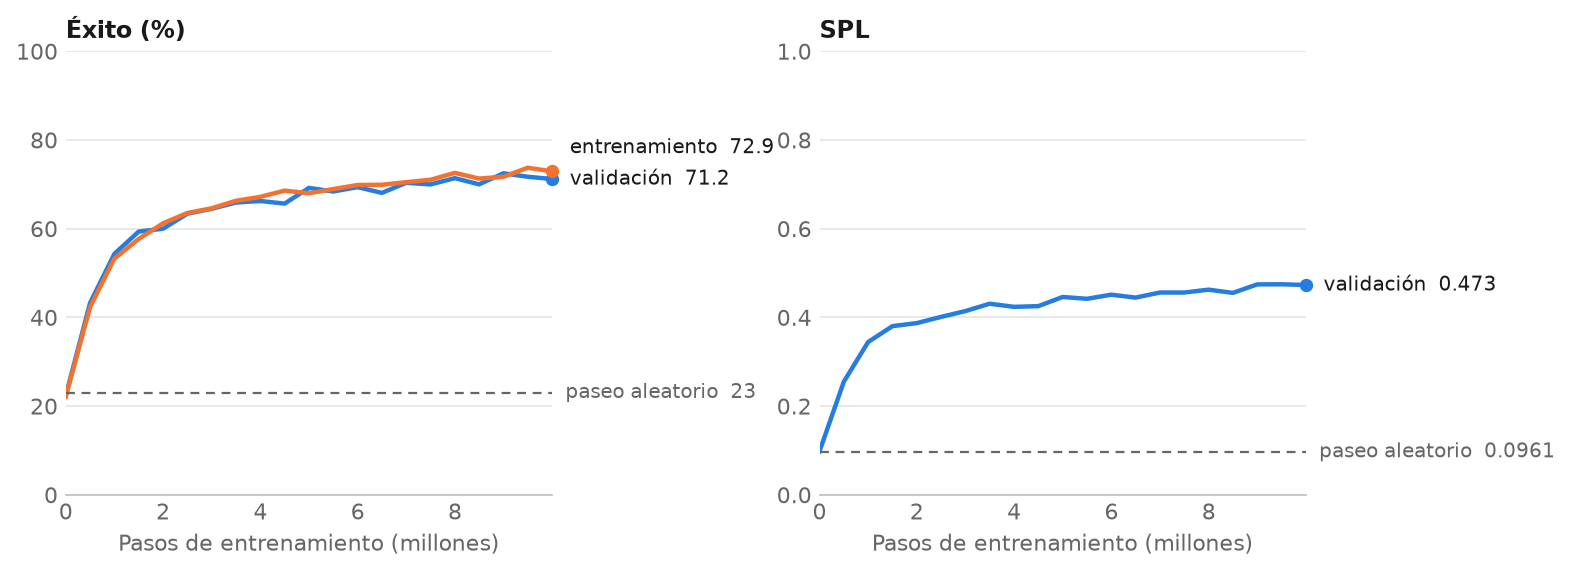 Éxito (%)
100
80
60
40
20
0
0 2 4 6 8
Pasos de entrenamiento (millones)
entrenamiento 72.9
validación 71.2
paseo aleatorio 23
SPL
1.0
0.8
0.6
0.4
0.2
0.0
0 2 4 6 8
Pasos de entrenamiento (millones)
validación 0.473
paseo aleatorio 0.0961